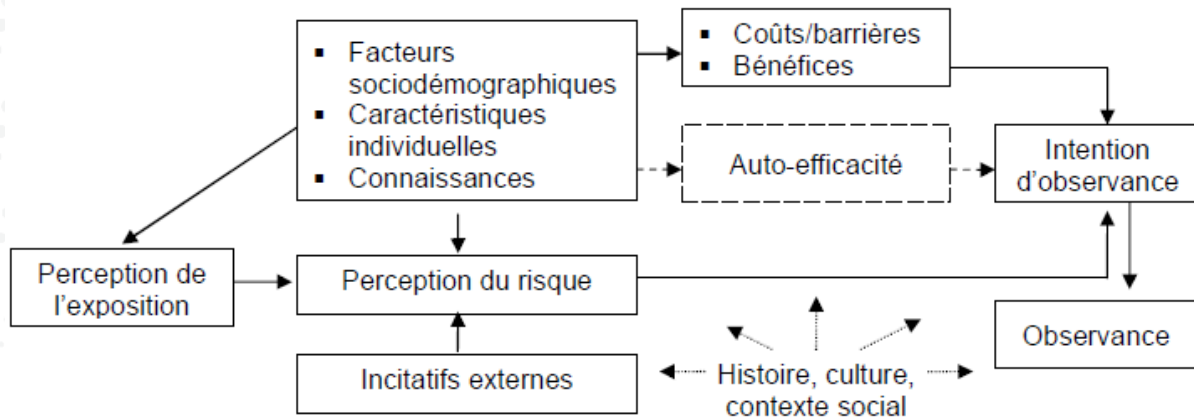 ▪ Facteurs
sociodémographiques
▪ Caractéristiques
individuelles
▪ Connaissances
▪ Coûts/barrières
▪ Bénéfices
Auto-efficacité
Intention
d’observance
Perception de
l’exposition
Perception du risque
Observance
Incitatifs externes
Histoire, culture,
contexte social